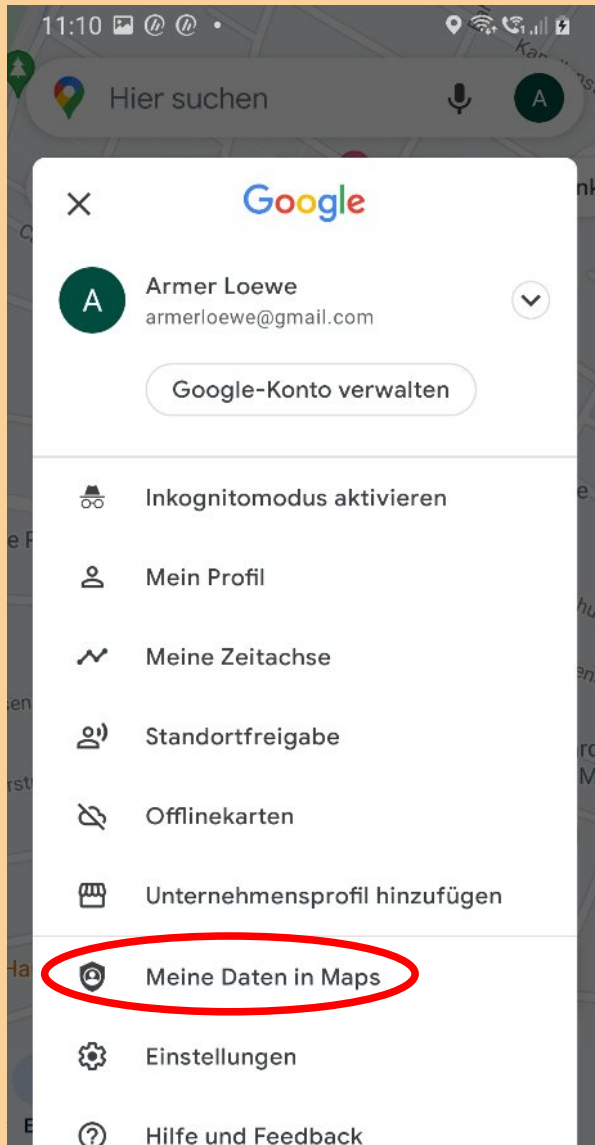 11:10
Hier suchen
A
Google
A
Armer Loewe
armerloewe@gmail.com
Google-Konto verwalten
Inkognitomodus aktivieren
Mein Profil
Meine Zeitachse
Standortfreigabe
Offlinekarten
Unternehmensprofil hinzufügen
Meine Daten in Maps
Einstellungen
Hilfe und Feedback